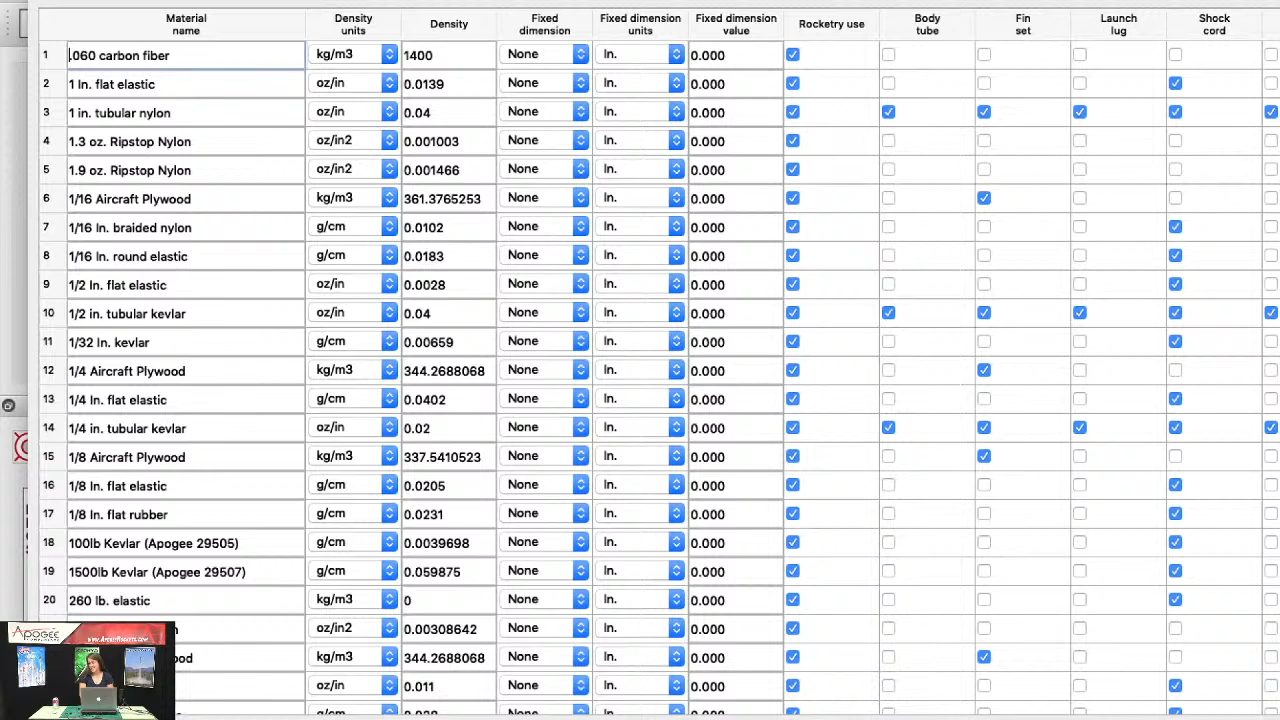 Material name Density units Density Fixed dimension Fixed dimension units Fixed dimension value Rocketry use Body tube Fin set Launch lug Shock cord
1 .060 carbon fiber kg/m3 1400 None In. 0.000
2 1 In. flat elastic oz/in 0.0139 None In. 0.000
3 1 in. tubular nylon oz/in 0.04 None In. 0.000
4 1.3 oz. Ripstop Nylon oz/in2 0.001003 None In. 0.000
5 1.9 oz. Ripstop Nylon oz/in2 0.001466 None In. 0.000
6 1/16 Aircraft Plywood kg/m3 361.3765253 None In. 0.000
7 1/16 In. braided nylon g/cm 0.0102 None In. 0.000
8 1/16 In. round elastic g/cm 0.0183 None In. 0.000
9 1/2 In. flat elastic oz/in 0.0028 None In. 0.000
10 1/2 in. tubular kevlar oz/in 0.04 None In. 0.000
11 1/32 In. kevlar g/cm 0.00659 None In. 0.000
12 1/4 Aircraft Plywood kg/m3 344.2688068 None In. 0.000
13 1/4 In. flat elastic g/cm 0.0402 None In. 0.000
14 1/4 in. tubular kevlar oz/in 0.02 None In. 0.000
15 1/8 Aircraft Plywood kg/m3 337.5410523 None In. 0.000
16 1/8 In. flat elastic g/cm 0.0205 None In. 0.000
17 1/8 In. flat rubber g/cm 0.0231 None In. 0.000
18 100lb Kevlar (Apogee 29505) g/cm 0.0039698 None In. 0.000
19 1500lb Kevlar (Apogee 29507) g/cm 0.059875 None In. 0.000
20 260 lb. elastic kg/m3 0 None In. 0.000
oz/in2 0.00308642 None In. 0.000
kg/m3 344.2688068 None In. 0.000
oz/in 0.011 None In. 0.000
g/cm None In. 0.000
Apogee
www.ApogeeRockets.com